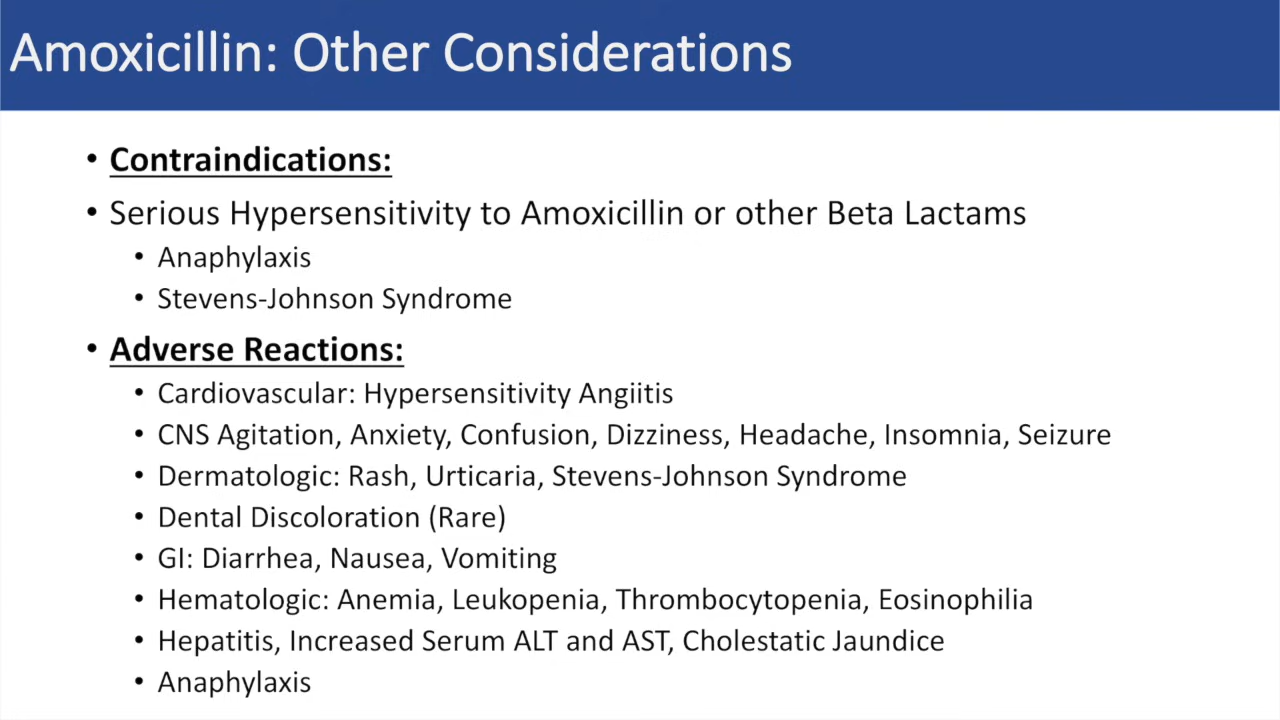 Amoxicillin: Other Considerations
• Contraindications:
• Serious Hypersensitivity to Amoxicillin or other Beta Lactams
• Anaphylaxis
• Stevens-Johnson Syndrome
• Adverse Reactions:
• Cardiovascular: Hypersensitivity Angiitis
• CNS Agitation, Anxiety, Confusion, Dizziness, Headache, Insomnia, Seizure
• Dermatologic: Rash, Urticaria, Stevens-Johnson Syndrome
• Dental Discoloration (Rare)
• GI: Diarrhea, Nausea, Vomiting
• Hematologic: Anemia, Leukopenia, Thrombocytopenia, Eosinophilia
• Hepatitis, Increased Serum ALT and AST, Cholestatic Jaundice
• Anaphylaxis